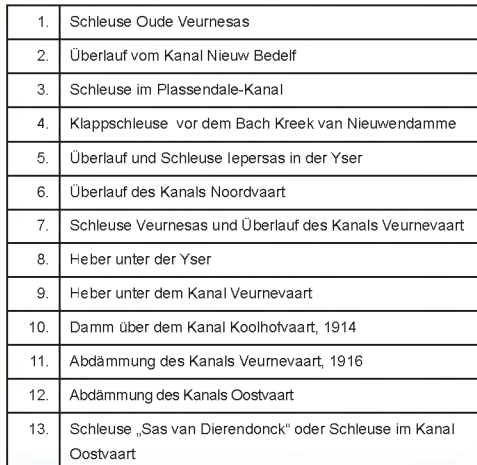 1. Schleuse Oude Veurnesas
2. Überlauf vom Kanal Nieuw Bedelf
3. Schleuse im Plassendale-Kanal
4. Klappschleuse vor dem Bach Kreek van Nieuwendamme
5. Überlauf und Schleuse Iepersas in der Yser
6. Überlauf des Kanals Noordvaart
7. Schleuse Veurnesas und Überlauf des Kanals Veurnevaart
8. Heber unter der Yser
9. Heber unter dem Kanal Veurnevaart
10. Damm über dem Kanal Koolhofvaart, 1914
11. Abdämmung des Kanals Veurnevaart, 1916
12. Abdämmung des Kanals Oostvaart
13. Schleuse „Sas van Dierendonck“ oder Schleuse im Kanal
Oostvaart